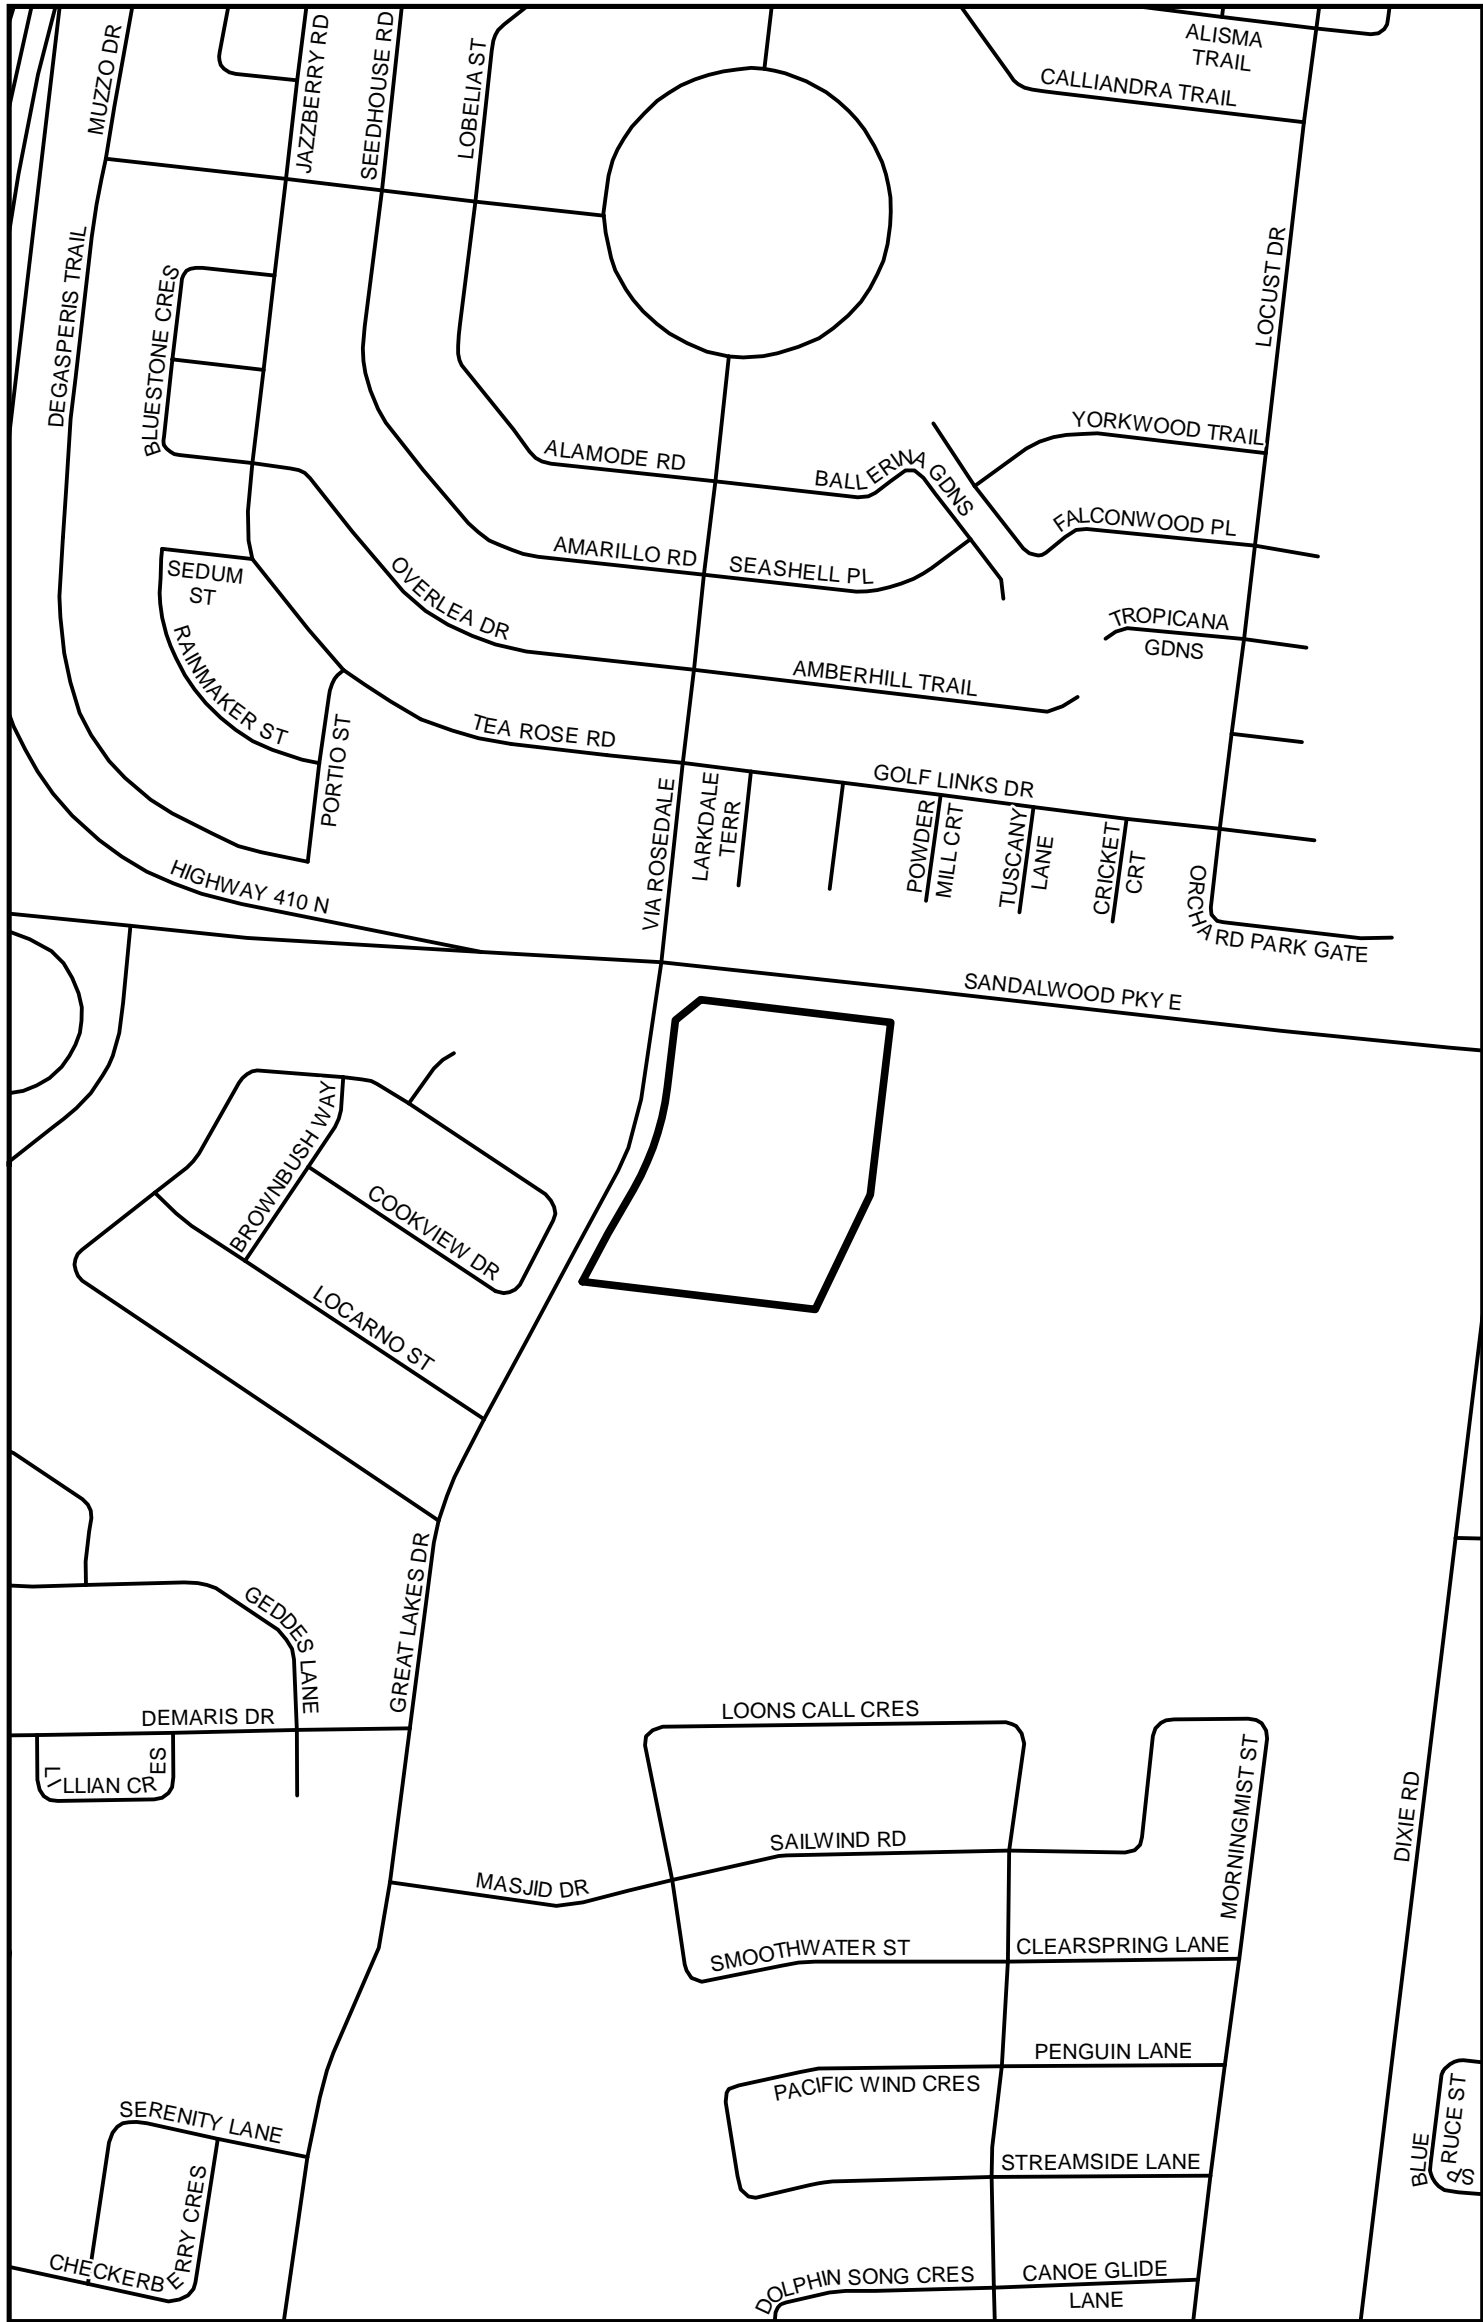 MUZZO DR
JAZZBERRY RD
SEEDHOUSE RD
LOBELIA ST
ALISMA
TRAIL
CALLIANDRA TRAIL
DEGASPERIS TRAIL
BLUESTONE CRES
LOCUST DR
YORKWOOD TRAIL
ALAMODE RD
BALLERINA GDNS
FALCONWOOD PL
AMARILLO RD
SEASHELL PL
SEDUM
ST
OVERLEA DR
TROPICANA
GDNS
RAINMAKER ST
AMBERHILL TRAIL
PORTIO ST
TEA ROSE RD
GOLF LINKS DR
VIA ROSEDALE
LARKDALE
TERR
POWDER
MILL CRT
TUSCANY
LANE
CRICKET
CRT
ORCHARD PARK GATE
HIGHWAY 410 N
SANDALWOOD PKY E
BROWNBUSH WAY
COOKVIEW DR
LOCARNO ST
GREAT LAKES DR
GEDDES LANE
DEMARIS DR
LILLIAN CRES
LOONS CALL CRES
SAILWIND RD
MORNINGMIST ST
DIXIE RD
MASJID DR
SMOOTHWATER ST
CLEARSPRING LANE
PENGUIN LANE
PACIFIC WIND CRES
SERENITY LANE
STREAMSIDE LANE
BLUE
SPRUCE ST
CHECKERBERRY CRES
DOLPHIN SONG CRES
CANOE GLIDE
LANE